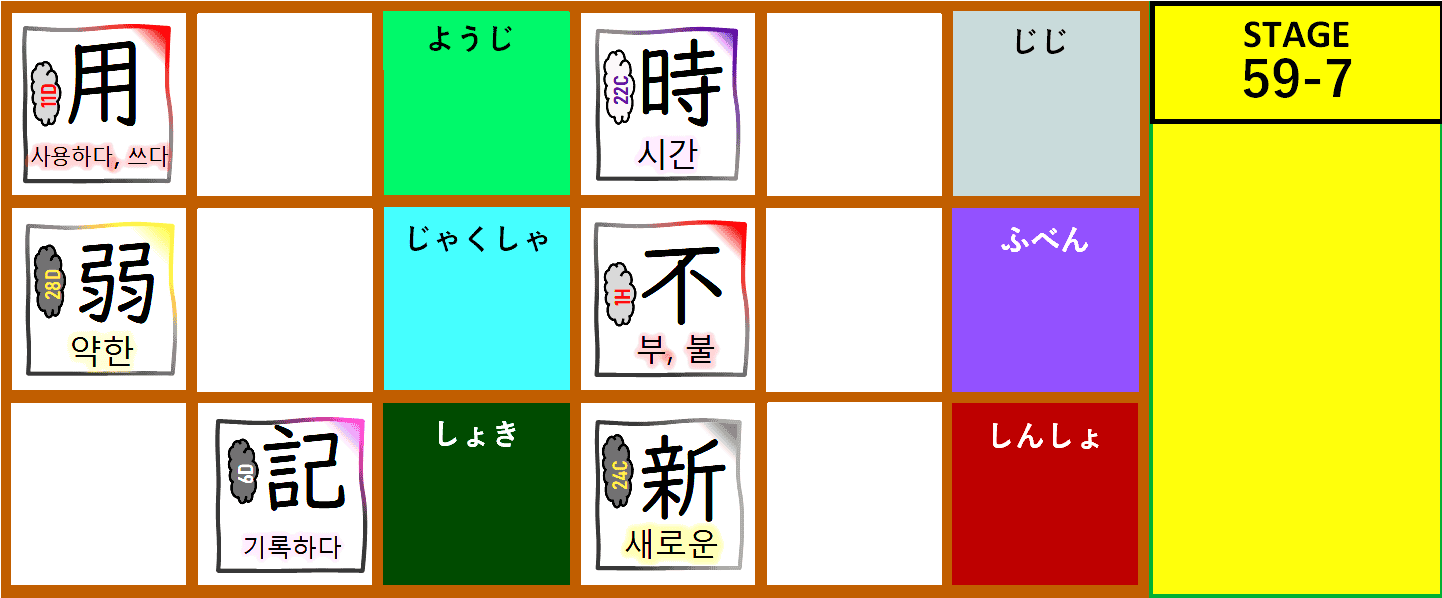 11D
用
사용하다, 쓰다
ようじ
22C
時
시간
じじ
STAGE
59-7
28D
弱
약한
じゃくしゃ
1H
不
부, 불
ふべん
6D
記
기록하다
しょき
24C
新
새로운
しんしょ